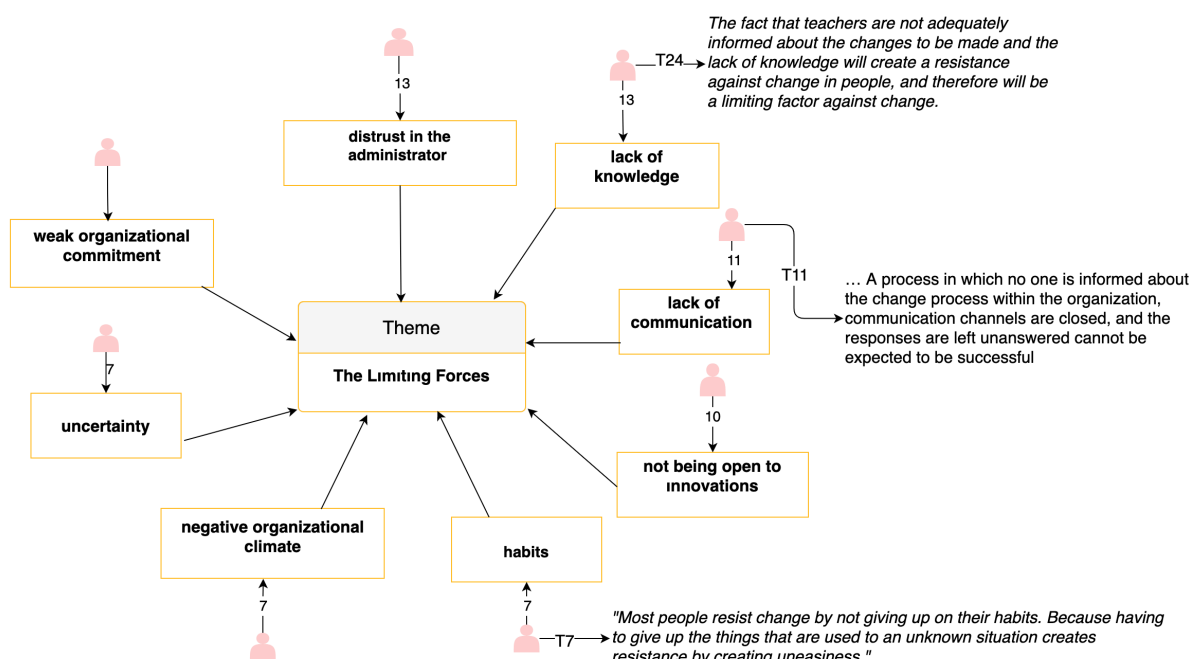 The fact that teachers are not adequately
informed about the changes to be made and the
lack of knowledge will create a resistance
against change in people, and therefore will be
a limiting factor against change.
T24
13
13
distrust in the
administrator
lack of
knowledge
weak organizational
commitment
11
T11
lack of
communication
… A process in which no one is informed about
the change process within the organization,
communication channels are closed, and the
responses are left unanswered cannot be
expected to be successful
Theme
The Lımıtıng Forces
7
uncertainty
10
not being open to
ınnovations
negative organizational
climate
7
habits
7
T7
"Most people resist change by not giving up on their habits. Because having
to give up the things that are used to an unknown situation creates
resistance by creating uneasiness."